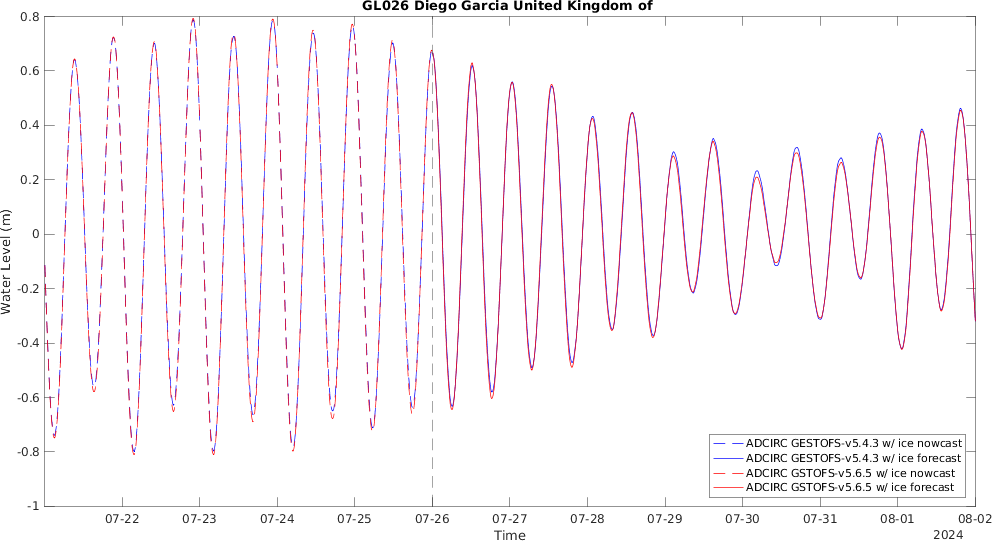 GL026 Diego Garcia United Kingdom of
0.8
0.6
0.4
0.2
0
-0.2
-0.4
-0.6
-0.8
-1
Water Level (m)
ADCIRC GESTOFS-v5.4.3 w/ ice nowcast
ADCIRC GESTOFS-v5.4.3 w/ ice forecast
ADCIRC GSTOFS-v5.6.5 w/ ice nowcast
ADCIRC GSTOFS-v5.6.5 w/ ice forecast
07-22 07-23 07-24 07-25 07-26 07-27 07-28 07-29 07-30 07-31 08-01 08-02
Time
2024